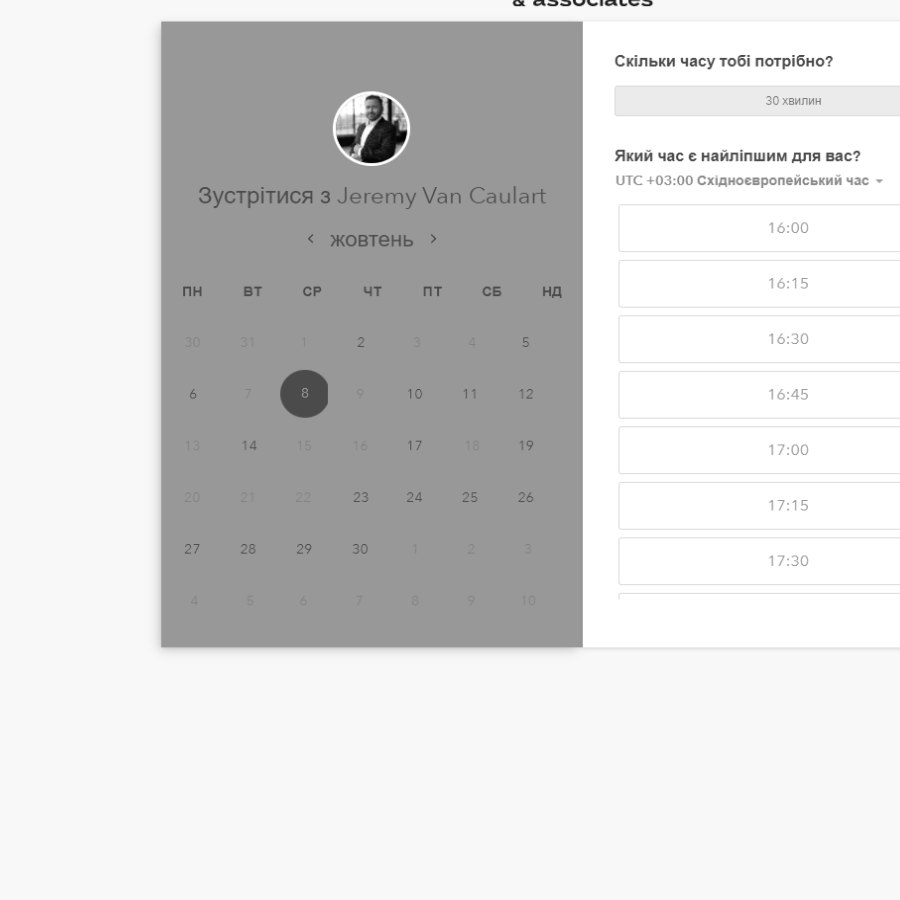 & associates
Зустрітися з Jeremy Van Caulart
жовтень
ПН ВТ СР ЧТ ПТ СБ НД
30 31 1 2 3 4 5
6 7 8 9 10 11 12
13 14 15 16 17 18 19
20 21 22 23 24 25 26
27 28 29 30 1 2 3
4 5 6 7 8 9 10
Скільки часу тобі потрібно?
30 хвилин
Який час є найліпшим для вас?
UTC +03:00 Східноєвропейський час
16:00
16:15
16:30
16:45
17:00
17:15
17:30